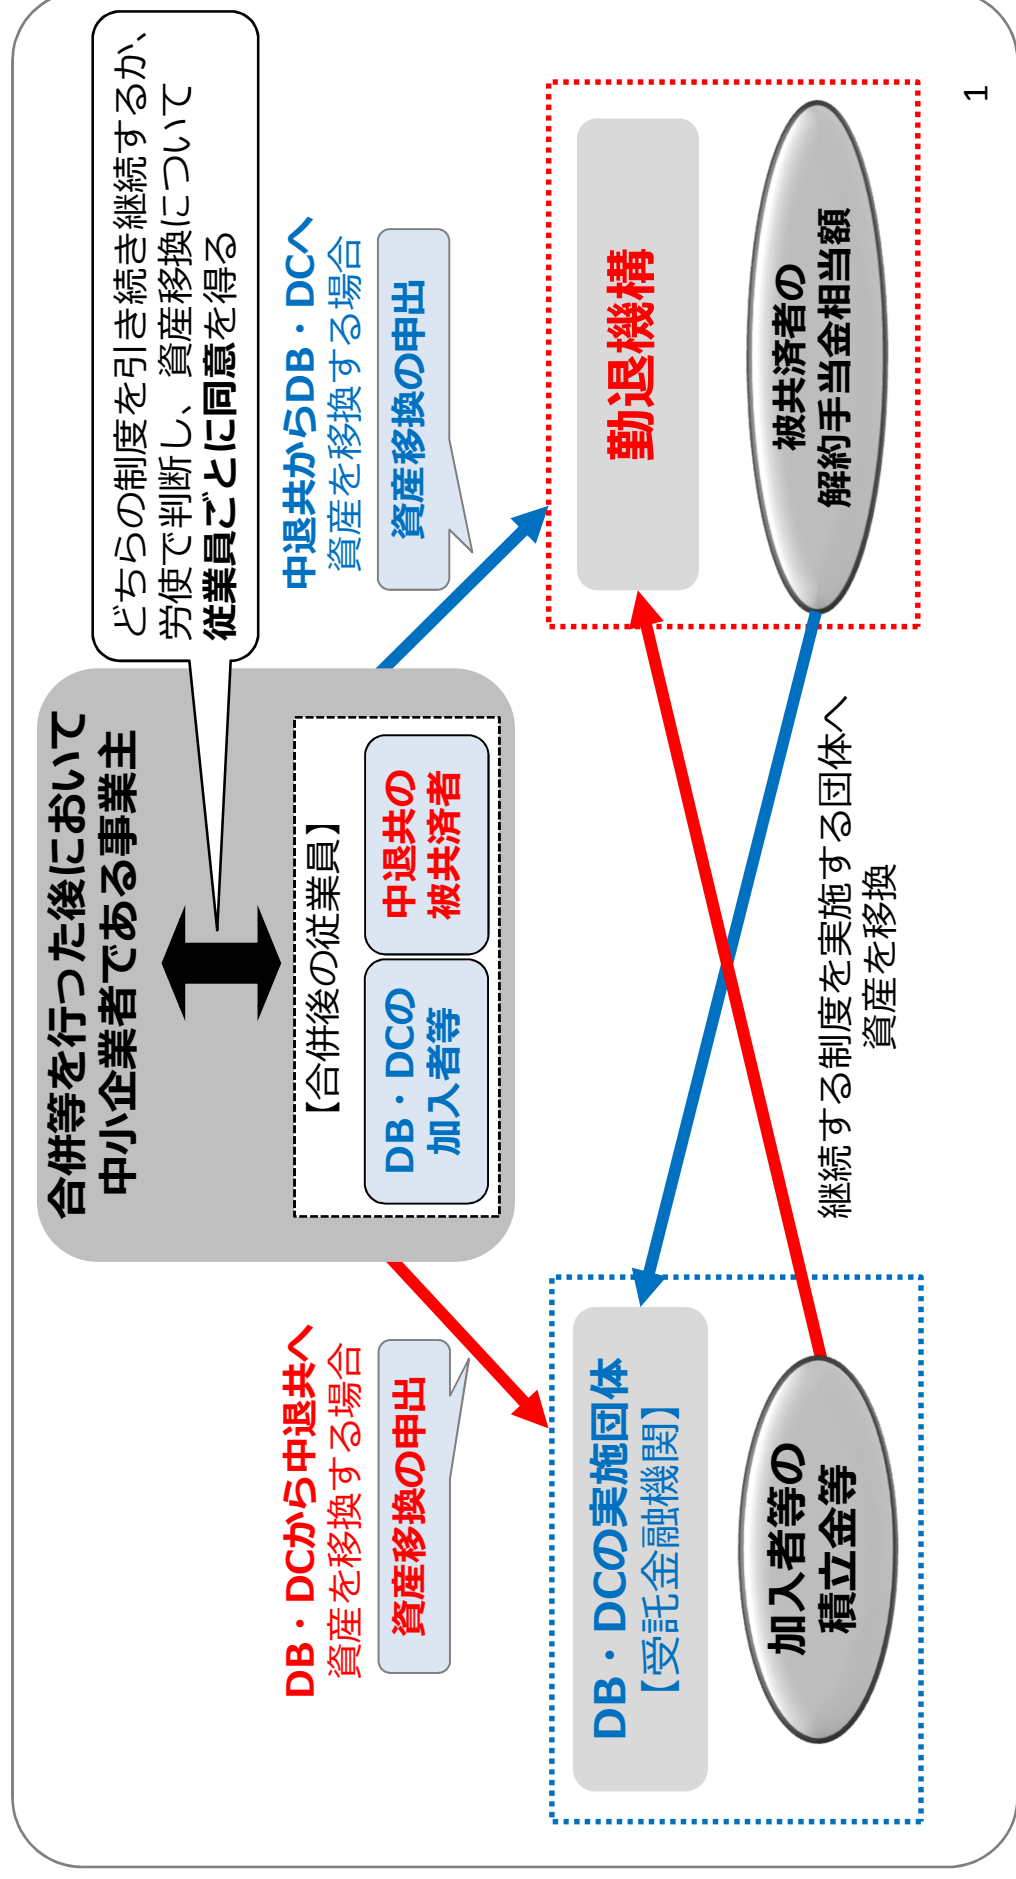 合併等を行った後において
中小企業者である事業主
どちらの制度を引き続き継続するか、
労使で判断し、資産移換について
従業員ごとに同意を得る
【合併後の従業員】
DB・DCの
加入者等
中退共の
被共済者
DB・DCから中退共へ
資産を移換する場合
資産移換の申出
中退共からDB・DCへ
資産を移換する場合
資産移換の申出
DB・DCの実施団体
【受託金融機関】
加入者等の
積立金等
勤退機構
被共済者の
解約手当金相当額
継続する制度を実施する団体へ
資産を移換
1